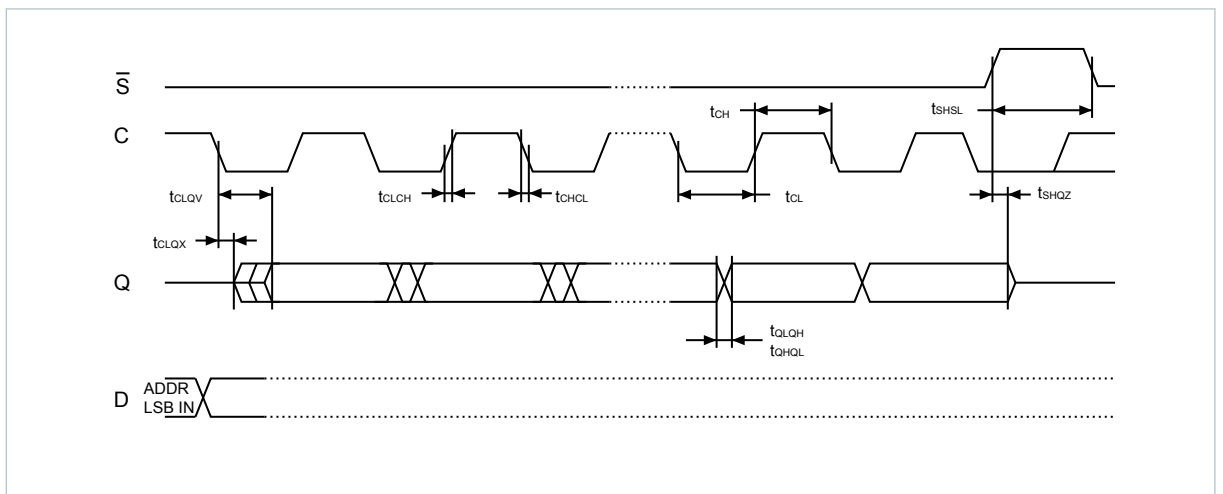 S̅
C
tCH
tSHSL
tCLQV
tCLCH
tCHCL
tCL
tSHQZ
tCLQX
Q
tQLQH
tQHQL
D
ADDR
LSB IN